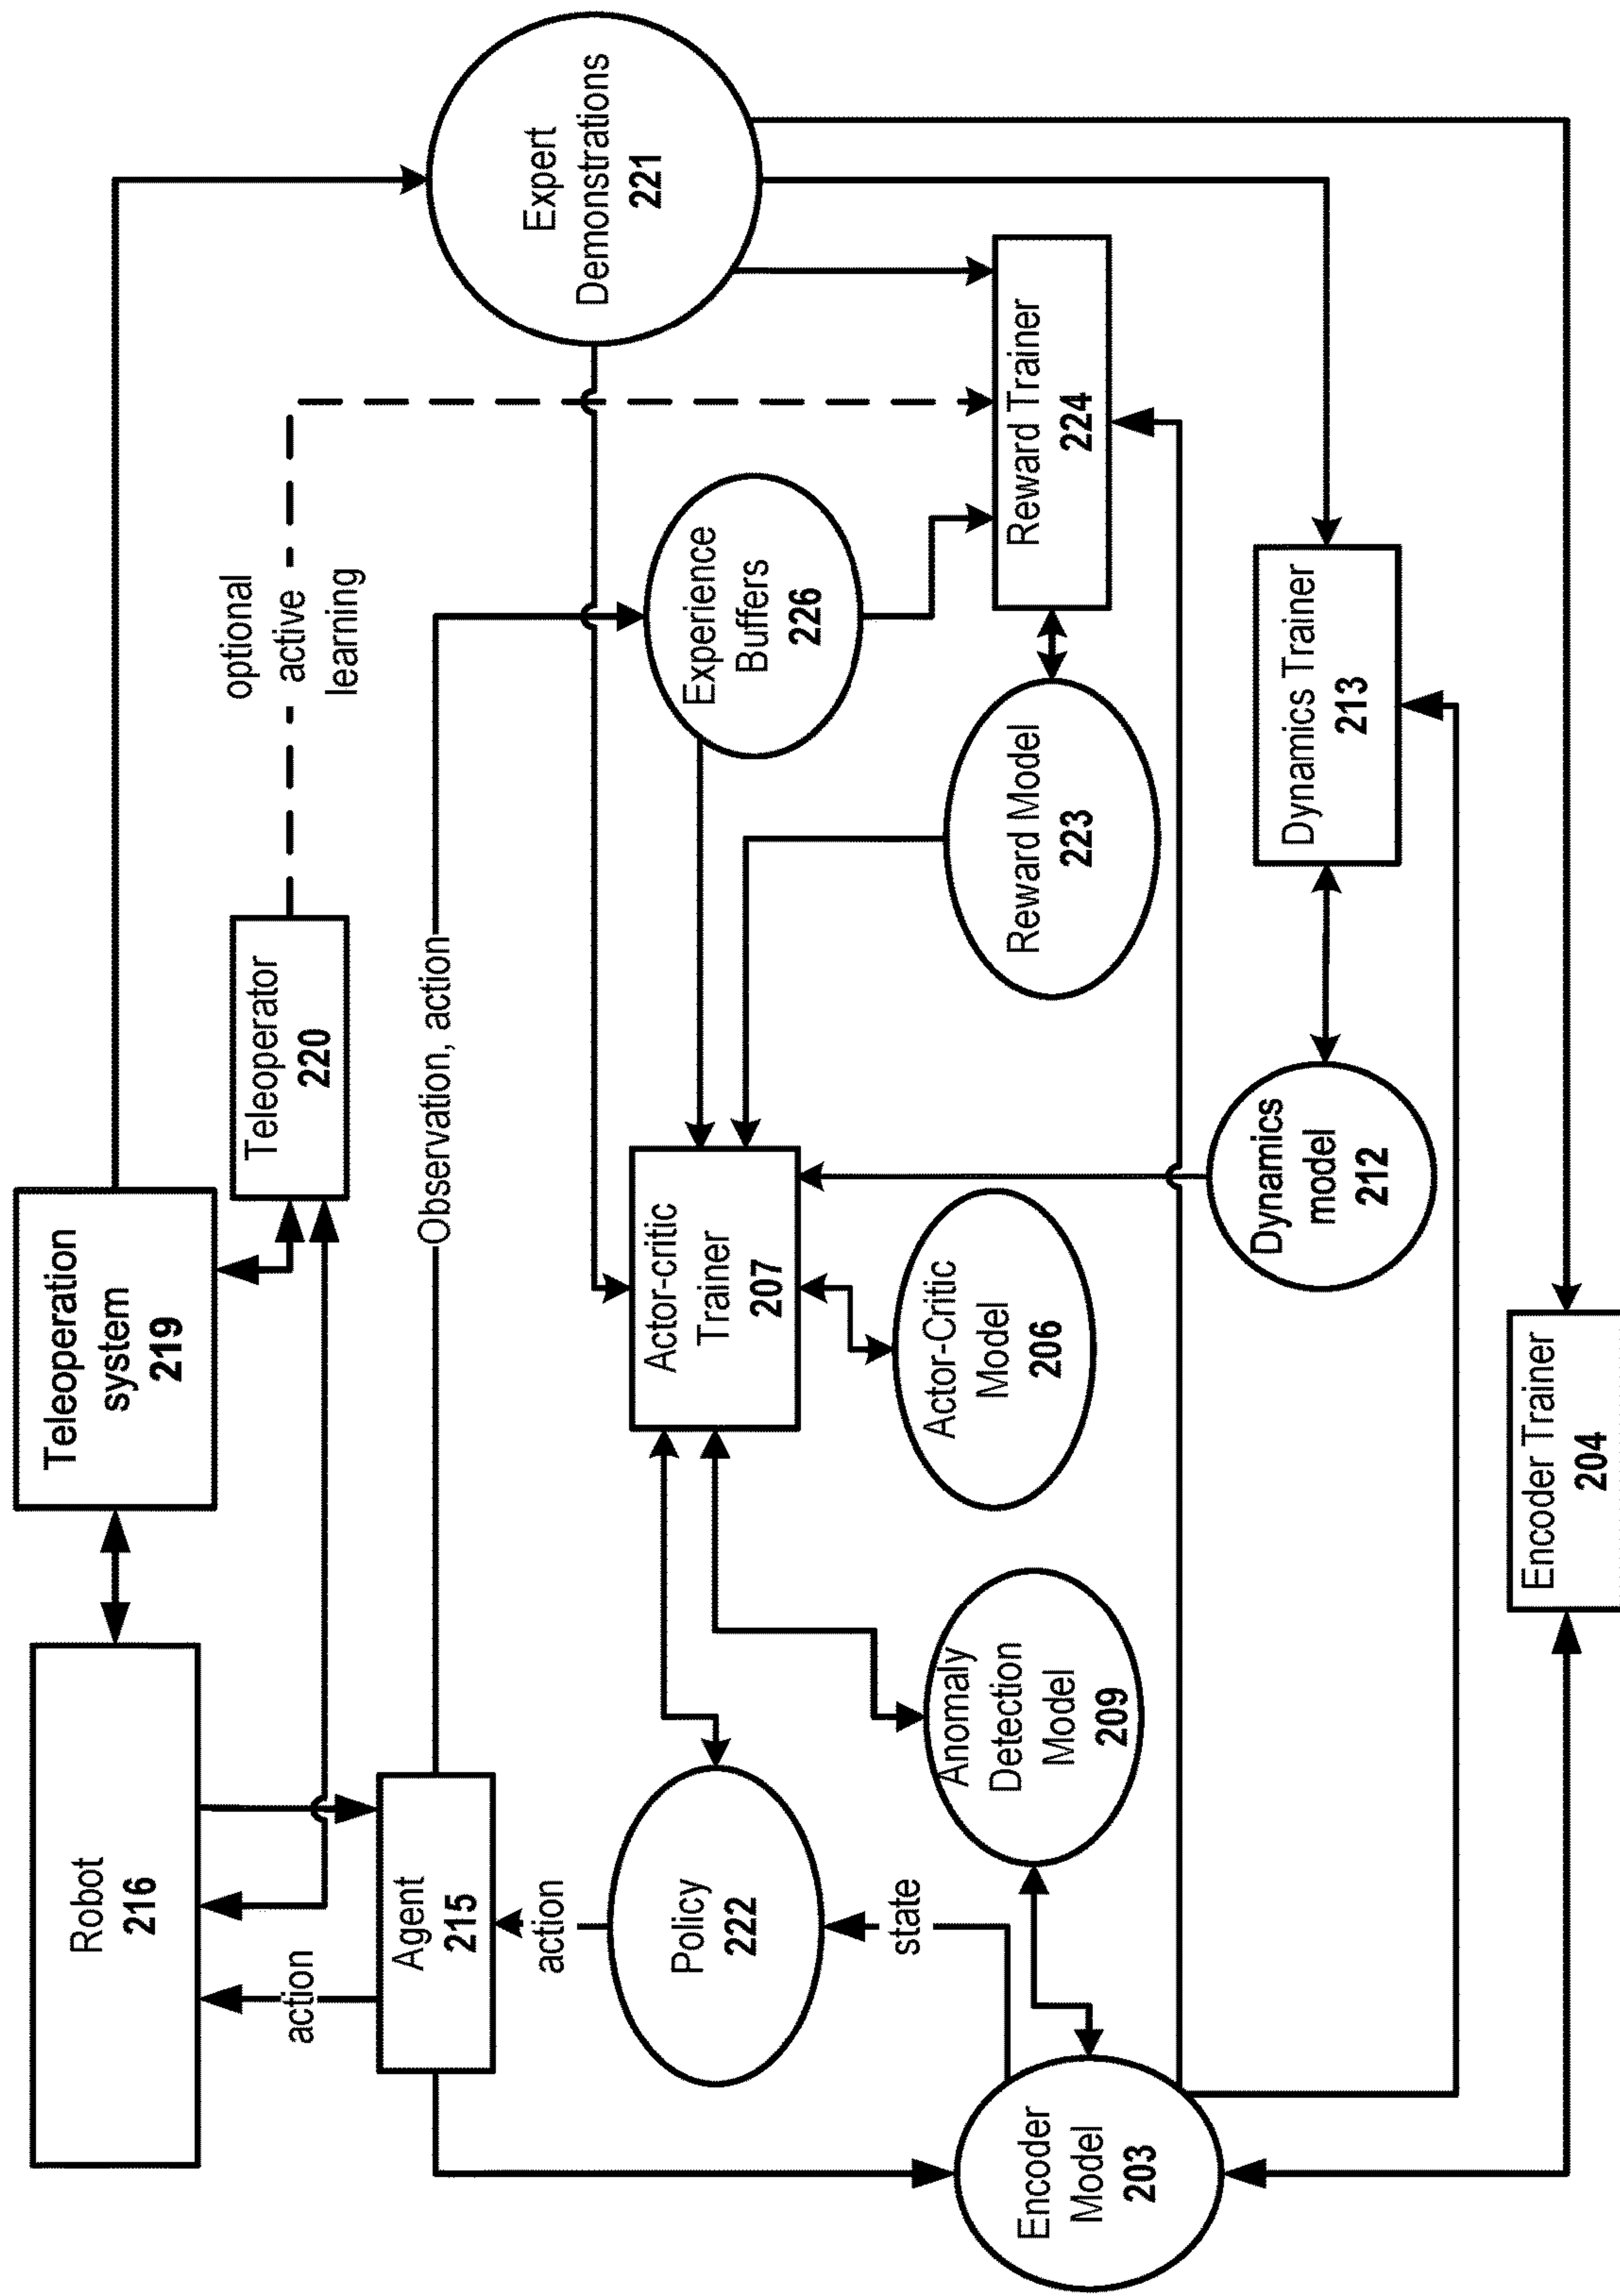 Robot
216
Teleoperation
system
219
Teleoperator
220
optional
active
learning
action
Agent
215
Observation, action
Expert
Demonstrations
221
action
Policy
222
state
Actor-critic
Trainer
207
Experience
Buffers
226
Anomaly
Detection
Model
209
Actor-Critic
Model
206
Reward Model
223
Reward Trainer
224
Encoder
Model
203
Dynamics
model
212
Dynamics Trainer
213
Encoder Trainer
204